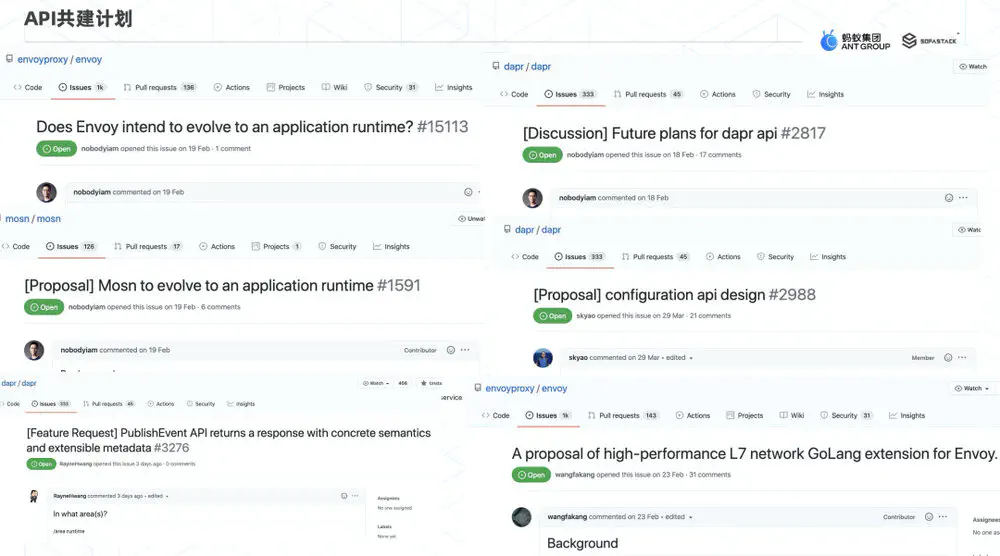 API共建计划
蚂蚁集团
ANT GROUP
SOFASTACK
envoyproxy / envoy
Code Issues 1k Pull requests 136 Actions Projects Wiki Security 31 Insights
Does Envoy intend to evolve to an application runtime? #15113
Open nobodyiam opened this issue on 19 Feb · 1 comment
nobodyiam commented on 19 Feb
dapr / dapr
Watch
Code Issues 333 Pull requests 45 Actions Security Insights
[Discussion] Future plans for dapr api #2817
Open nobodyiam opened this issue on 18 Feb · 17 comments
nobodyiam commented on 18 Feb
mosn / mosn
Unwat
Code Issues 126 Pull requests 17 Actions Projects 1 Security Insights
[Proposal] Mosn to evolve to an application runtime #1591
Open nobodyiam opened this issue on 19 Feb · 6 comments
nobodyiam commented on 19 Feb
Contributor
dapr / dapr
Watc
Code Issues 333 Pull requests 45 Actions Security Insights
[Proposal] configuration api design #2988
Open skyao opened this issue on 29 Mar · 21 comments
skyao commented on 29 Mar · edited
Member
dapr / dapr
Watch 406
service
Code Issues 333 Pull requests 45 Actions Security Insights
[Feature Request] PublishEvent API returns a response with concrete semantics
and extensible metadata #3276
Open RayneHwang opened this issue 3 days ago · 0 comments
RayneHwang commented 3 days ago · edited
In what area(s)?
/area runtime
Assignees
No one assigned
Labels
None yet
envoyproxy / envoy
Watch
Code Issues 1k Pull requests 143 Actions Projects Wiki Security 31 Insights
A proposal of high-performance L7 network GoLang extension for Envoy.
Open wangfakang opened this issue on 23 Feb · 31 comments
wangfakang commented on 23 Feb · edited
Contributor
Background
Assignees
No one as